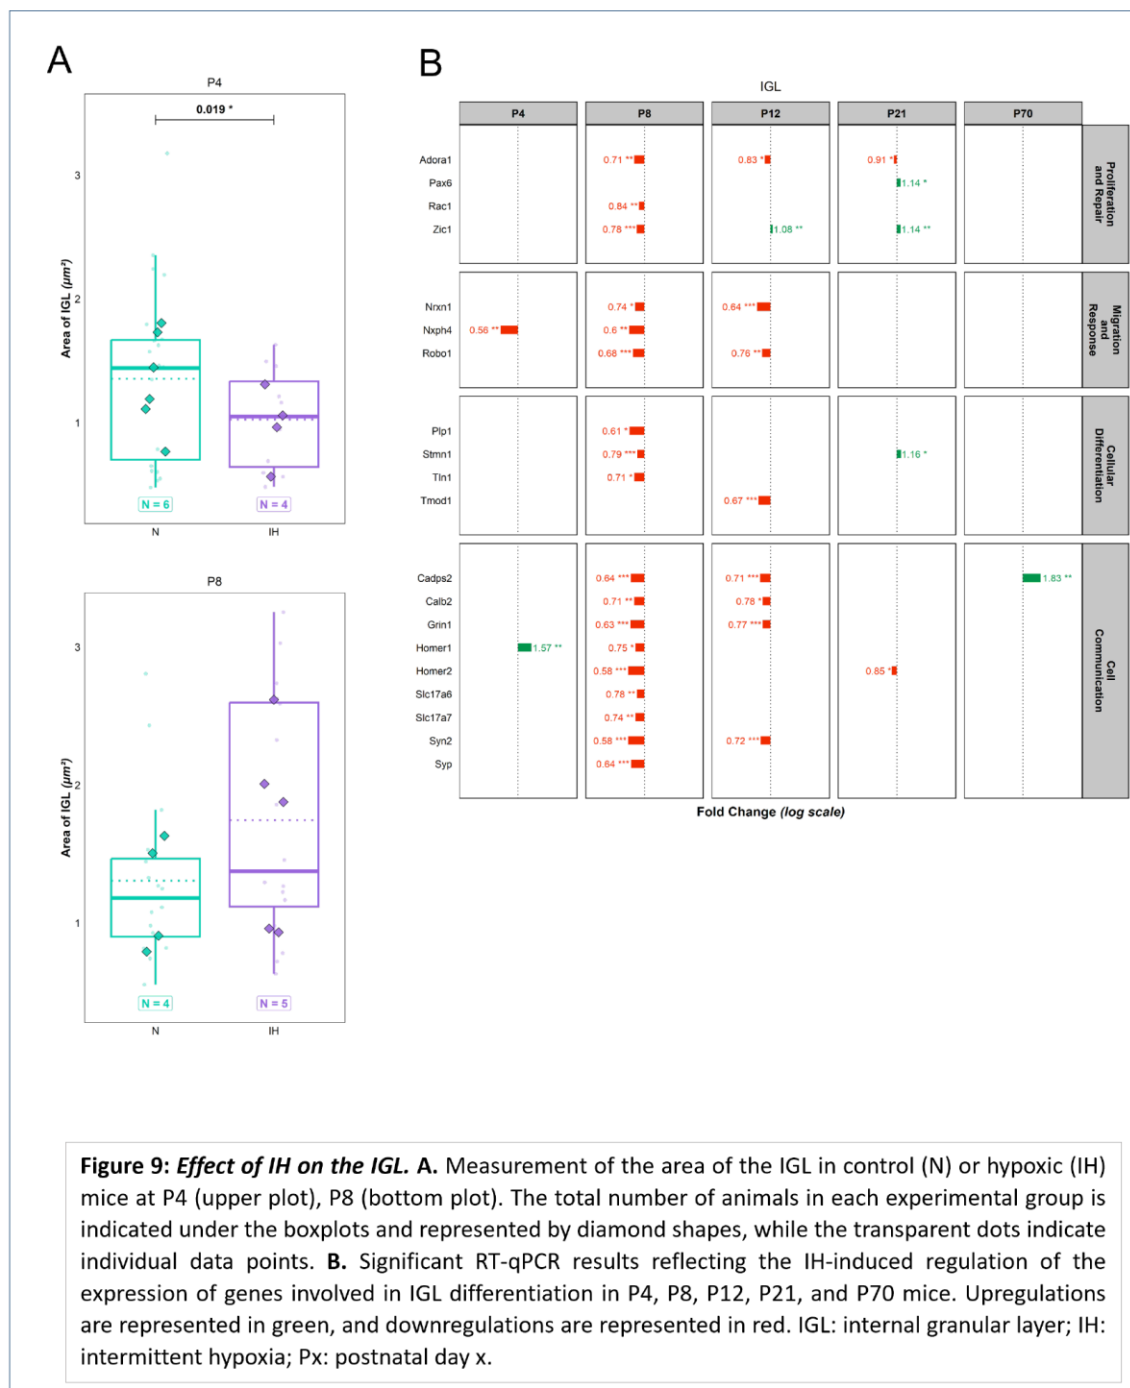 A
P4
0.019 *
3
2
1
Area of IGL (µm²)
N = 6
N = 4
N
IH
P8
3
2
1
Area of IGL (µm²)
N = 4
N = 5
N
IH
B
IGL
P4 P8 P12 P21 P70
Adora1 0.71 ** 0.83 * 0.91 *
Pax6 1.14 *
Rac1 0.84 **
Zic1 0.78 *** 1.08 ** 1.14 **
Proliferation
and Repair
Nrxn1 0.74 * 0.64 ***
Nxph4 0.56 ** 0.6 **
Robo1 0.68 *** 0.76 **
Migration
and
Response
Plp1 0.61 *
Stmn1 0.79 *** 1.16 *
Tln1 0.71 *
Tmod1 0.67 ***
Cellular
Differentiation
Cadps2 0.64 *** 0.71 *** 1.83 **
Calb2 0.71 ** 0.78 *
Grin1 0.63 *** 0.77 ***
Homer1 1.57 ** 0.75 *
Homer2 0.58 *** 0.85 *
Slc17a6 0.78 **
Slc17a7 0.74 **
Syn2 0.58 *** 0.72 ***
Syp 0.64 ***
Cell
Communication
Fold Change (log scale)
Figure 9: Effect of IH on the IGL. A. Measurement of the area of the IGL in control (N) or hypoxic (IH)
mice at P4 (upper plot), P8 (bottom plot). The total number of animals in each experimental group is
indicated under the boxplots and represented by diamond shapes, while the transparent dots indicate
individual data points. B. Significant RT-qPCR results reflecting the IH-induced regulation of the
expression of genes involved in IGL differentiation in P4, P8, P12, P21, and P70 mice. Upregulations
are represented in green, and downregulations are represented in red. IGL: internal granular layer; IH:
intermittent hypoxia; Px: postnatal day x.